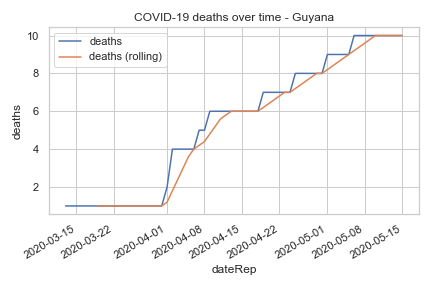 COVID-19 deaths over time - Guyana
deaths
deaths (rolling)
10
8
6
4
2
deaths
2020-03-15
2020-03-22
2020-04-01
2020-04-08
2020-04-15
2020-04-22
2020-05-01
2020-05-08
2020-05-15
dateRep